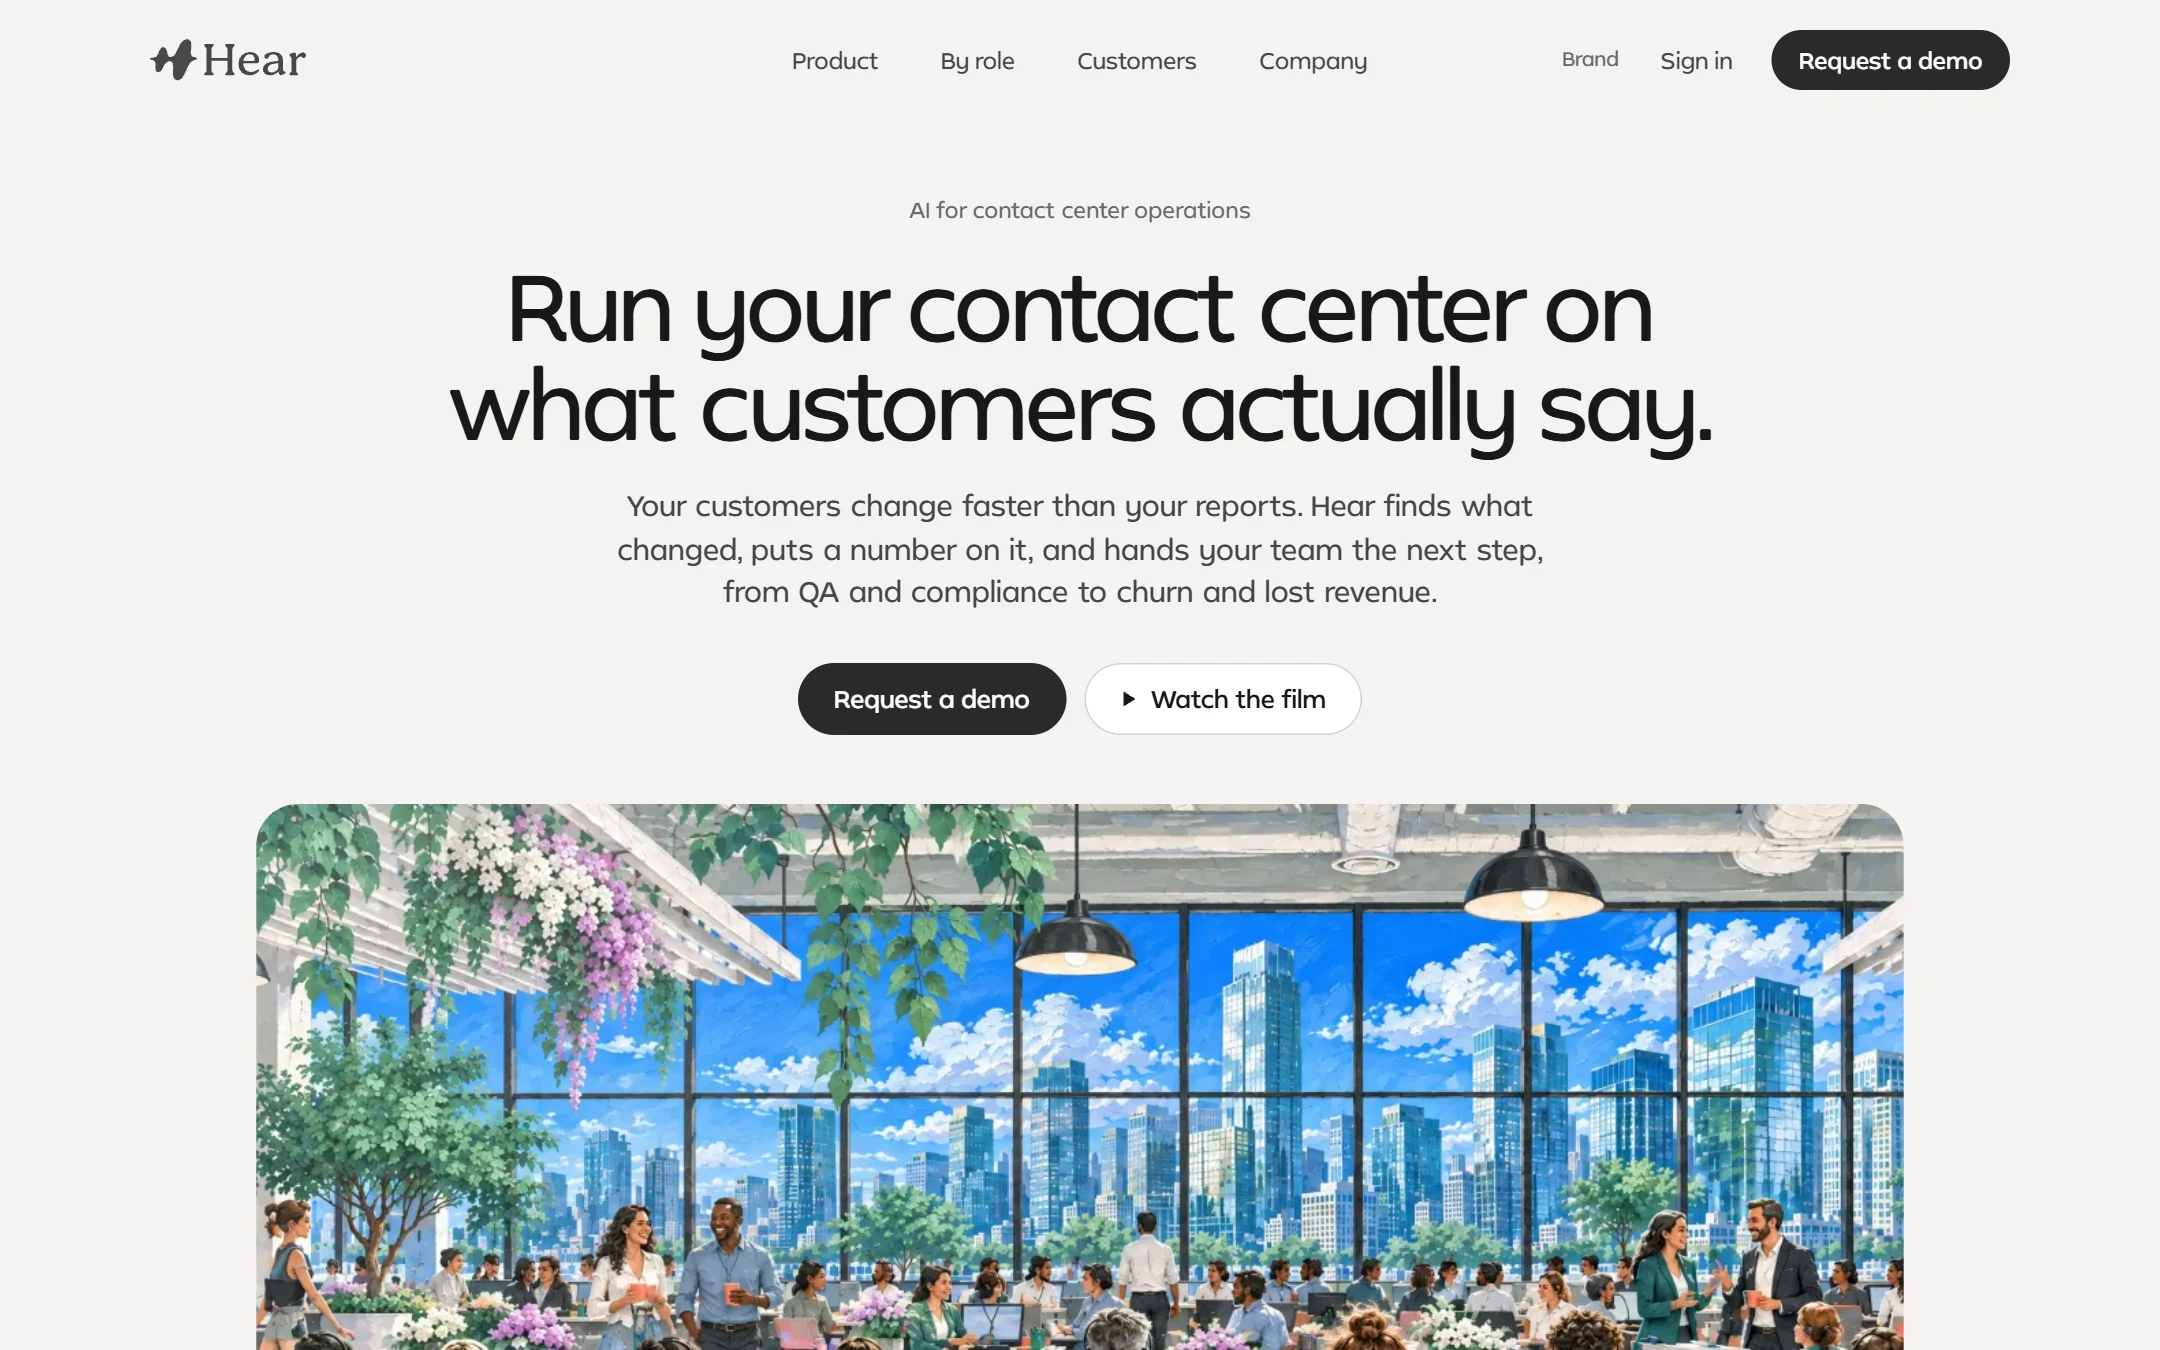 Hear
Product
By role
Customers
Company
Brand
Sign in
Request a demo
AI for contact center operations
Run your contact center on
what customers actually say.
Your customers change faster than your reports. Hear finds what
changed, puts a number on it, and hands your team the next step,
from QA and compliance to churn and lost revenue.
Request a demo
Watch the film